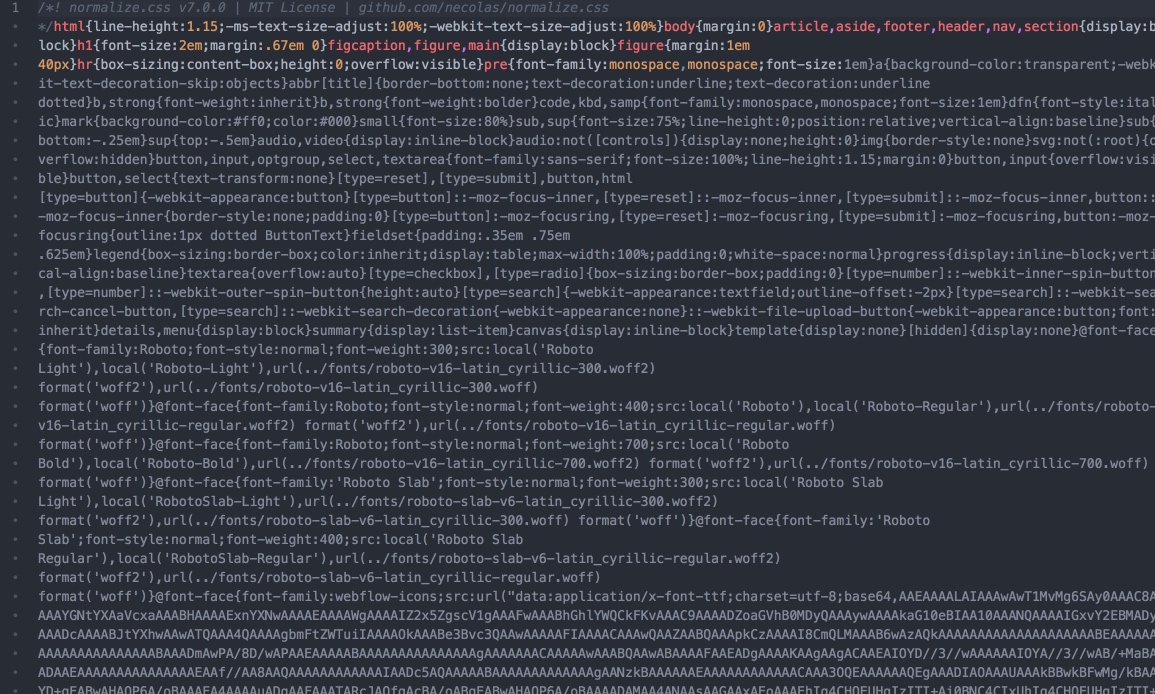 1 /*! normalize.css v7.0.0 | MIT License | github.com/necolas/normalize.css
*/html{line-height:1.15;-ms-text-size-adjust:100%;-webkit-text-size-adjust:100%}body{margin:0}article,aside,footer,header,nav,section{display:b
lock}h1{font-size:2em;margin:.67em 0}figcaption,figure,main{display:block}figure{margin:1em
40px}hr{box-sizing:content-box;height:0;overflow:visible}pre{font-family:monospace,monospace;font-size:1em}a{background-color:transparent;-webk
it-text-decoration-skip:objects}abbr[title]{border-bottom:none;text-decoration:underline;text-decoration:underline
dotted}b,strong{font-weight:inherit}b,strong{font-weight:bolder}code,kbd,samp{font-family:monospace,monospace;font-size:1em}dfn{font-style:ital
ic}mark{background-color:#ff0;color:#000}small{font-size:80%}sub,sup{font-size:75%;line-height:0;position:relative;vertical-align:baseline}sub{
bottom:-.25em}sup{top:-.5em}audio,video{display:inline-block}audio:not([controls]){display:none;height:0}img{border-style:none}svg:not(:root){o
verflow:hidden}button,input,optgroup,select,textarea{font-family:sans-serif;font-size:100%;line-height:1.15;margin:0}button,input{overflow:visi
ble}button,select{text-transform:none}[type=reset],[type=submit],button,html
[type=button]{-webkit-appearance:button}[type=button]::-moz-focus-inner,[type=reset]::-moz-focus-inner,[type=submit]::-moz-focus-inner,button::
-moz-focus-inner{border-style:none;padding:0}[type=button]:-moz-focusring,[type=reset]:-moz-focusring,[type=submit]:-moz-focusring,button:-moz-
focusring{outline:1px dotted ButtonText}fieldset{padding:.35em .75em
.625em}legend{box-sizing:border-box;color:inherit;display:table;max-width:100%;padding:0;white-space:normal}progress{display:inline-block;verti
cal-align:baseline}textarea{overflow:auto}[type=checkbox],[type=radio]{box-sizing:border-box;padding:0}[type=number]::-webkit-inner-spin-button
,[type=number]::-webkit-outer-spin-button{height:auto}[type=search]{-webkit-appearance:textfield;outline-offset:-2px}[type=search]::-webkit-sea
rch-cancel-button,[type=search]::-webkit-search-decoration{-webkit-appearance:none}::-webkit-file-upload-button{-webkit-appearance:button;font:
inherit}details,menu{display:block}summary{display:list-item}canvas{display:inline-block}template{display:none}[hidden]{display:none}@font-face
{font-family:Roboto;font-style:normal;font-weight:300;src:local('Roboto
Light'),local('Roboto-Light'),url(../fonts/roboto-v16-latin_cyrillic-300.woff2)
format('woff2'),url(../fonts/roboto-v16-latin_cyrillic-300.woff)
format('woff')}@font-face{font-family:Roboto;font-style:normal;font-weight:400;src:local('Roboto'),local('Roboto-Regular'),url(../fonts/roboto-
v16-latin_cyrillic-regular.woff2) format('woff2'),url(../fonts/roboto-v16-latin_cyrillic-regular.woff)
format('woff')}@font-face{font-family:Roboto;font-style:normal;font-weight:700;src:local('Roboto
Bold'),local('Roboto-Bold'),url(../fonts/roboto-v16-latin_cyrillic-700.woff2) format('woff2'),url(../fonts/roboto-v16-latin_cyrillic-700.woff)
format('woff')}@font-face{font-family:'Roboto Slab';font-style:normal;font-weight:300;src:local('Roboto Slab
Light'),local('RobotoSlab-Light'),url(../fonts/roboto-slab-v6-latin_cyrillic-300.woff2)
format('woff2'),url(../fonts/roboto-slab-v6-latin_cyrillic-300.woff) format('woff')}@font-face{font-family:'Roboto
Slab';font-style:normal;font-weight:400;src:local('Roboto Slab
Regular'),local('RobotoSlab-Regular'),url(../fonts/roboto-slab-v6-latin_cyrillic-regular.woff2)
format('woff2'),url(../fonts/roboto-slab-v6-latin_cyrillic-regular.woff)
format('woff')}@font-face{font-family:webflow-icons;src:url("data:application/x-font-ttf;charset=utf-8;base64,AAEAAAALAIAAAwAwT1MvMg6SAy0AAAC8A